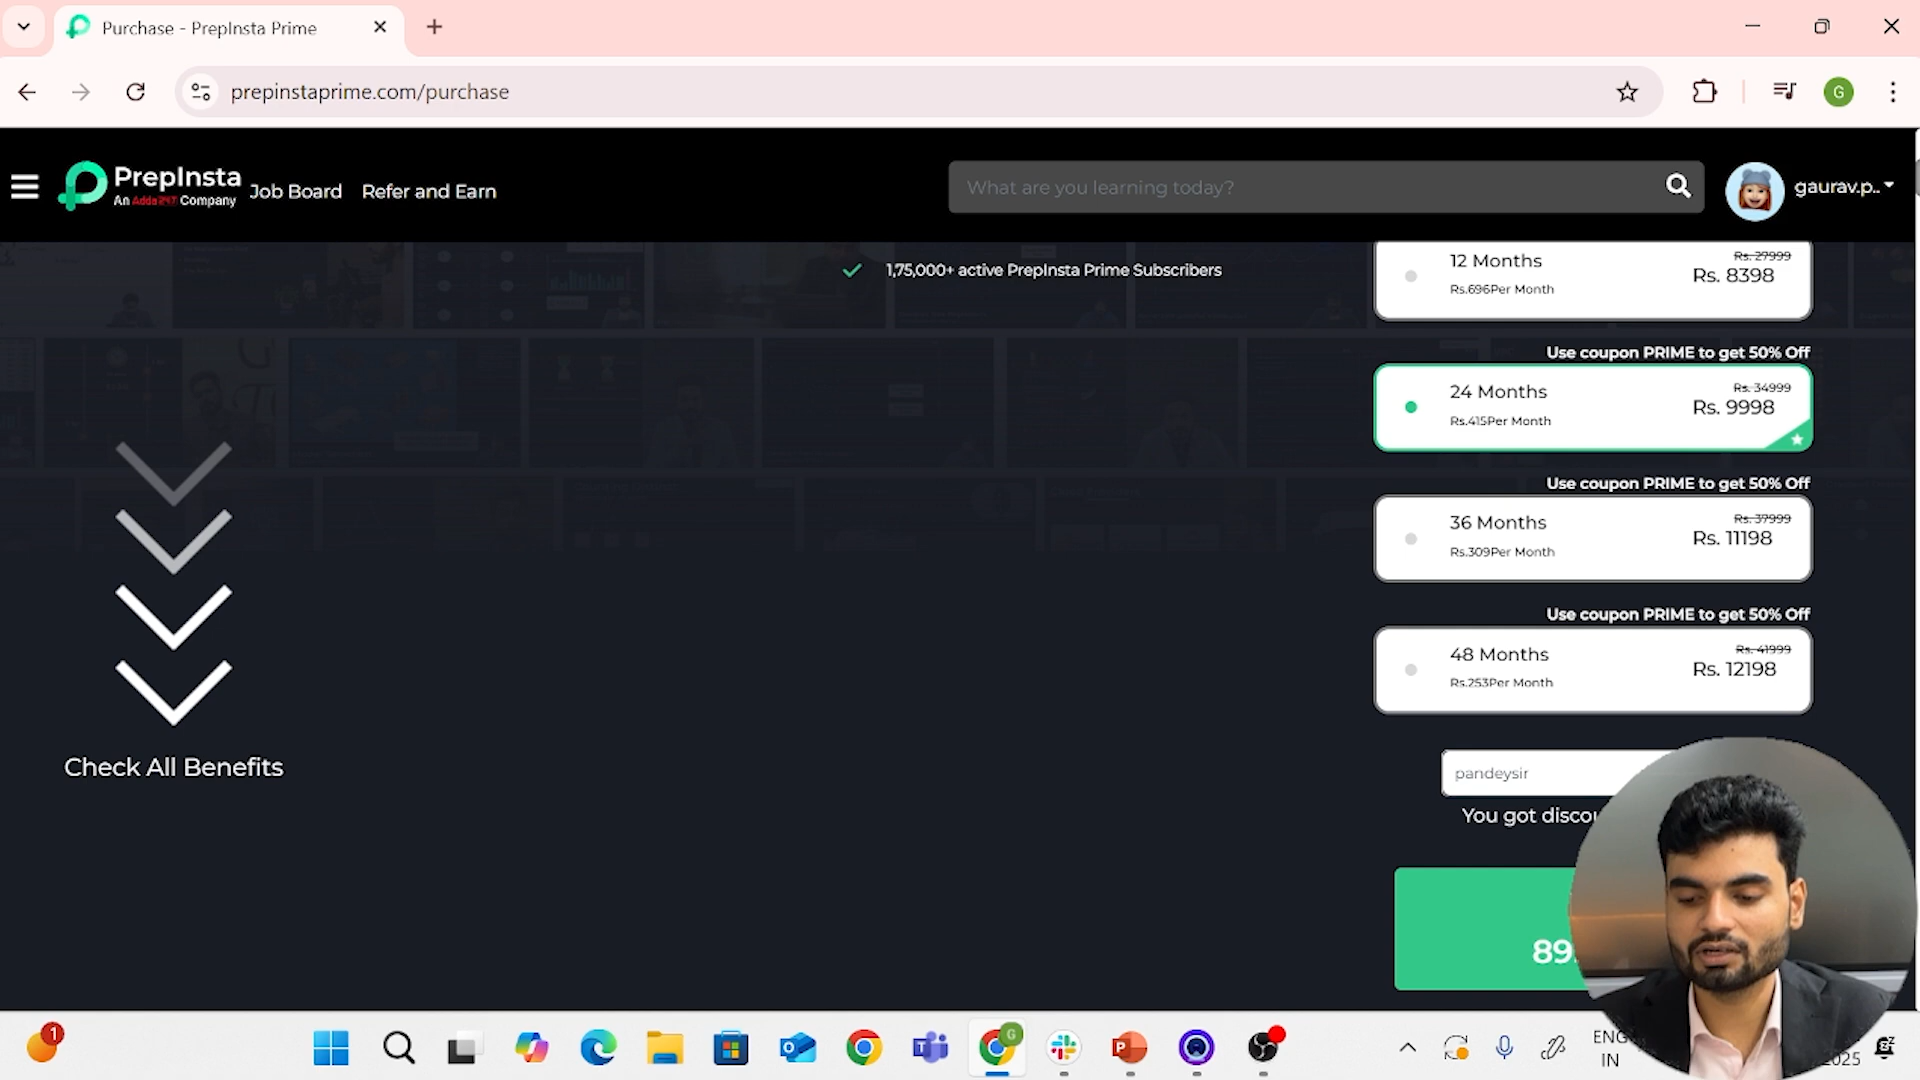 Purchase - PrepInsta Prime
prepinstaprime.com/purchase
G
PrepInsta
An Adda247 Company
Job Board
Refer and Earn
What are you learning today?
gaurav.p..
1,75,000+ active PrepInsta Prime Subscribers
12 Months
Rs. 27999
Rs. 8398
Rs.696Per Month
Use coupon PRIME to get 50% Off
24 Months
Rs. 34999
Rs. 9998
Rs.415Per Month
Use coupon PRIME to get 50% Off
36 Months
Rs. 37999
Rs. 11198
Rs.309Per Month
Use coupon PRIME to get 50% Off
48 Months
Rs. 41999
Rs. 12198
Rs.253Per Month
Check All Benefits
pandeysir
You got
89
1
G
ENG
IN
2025